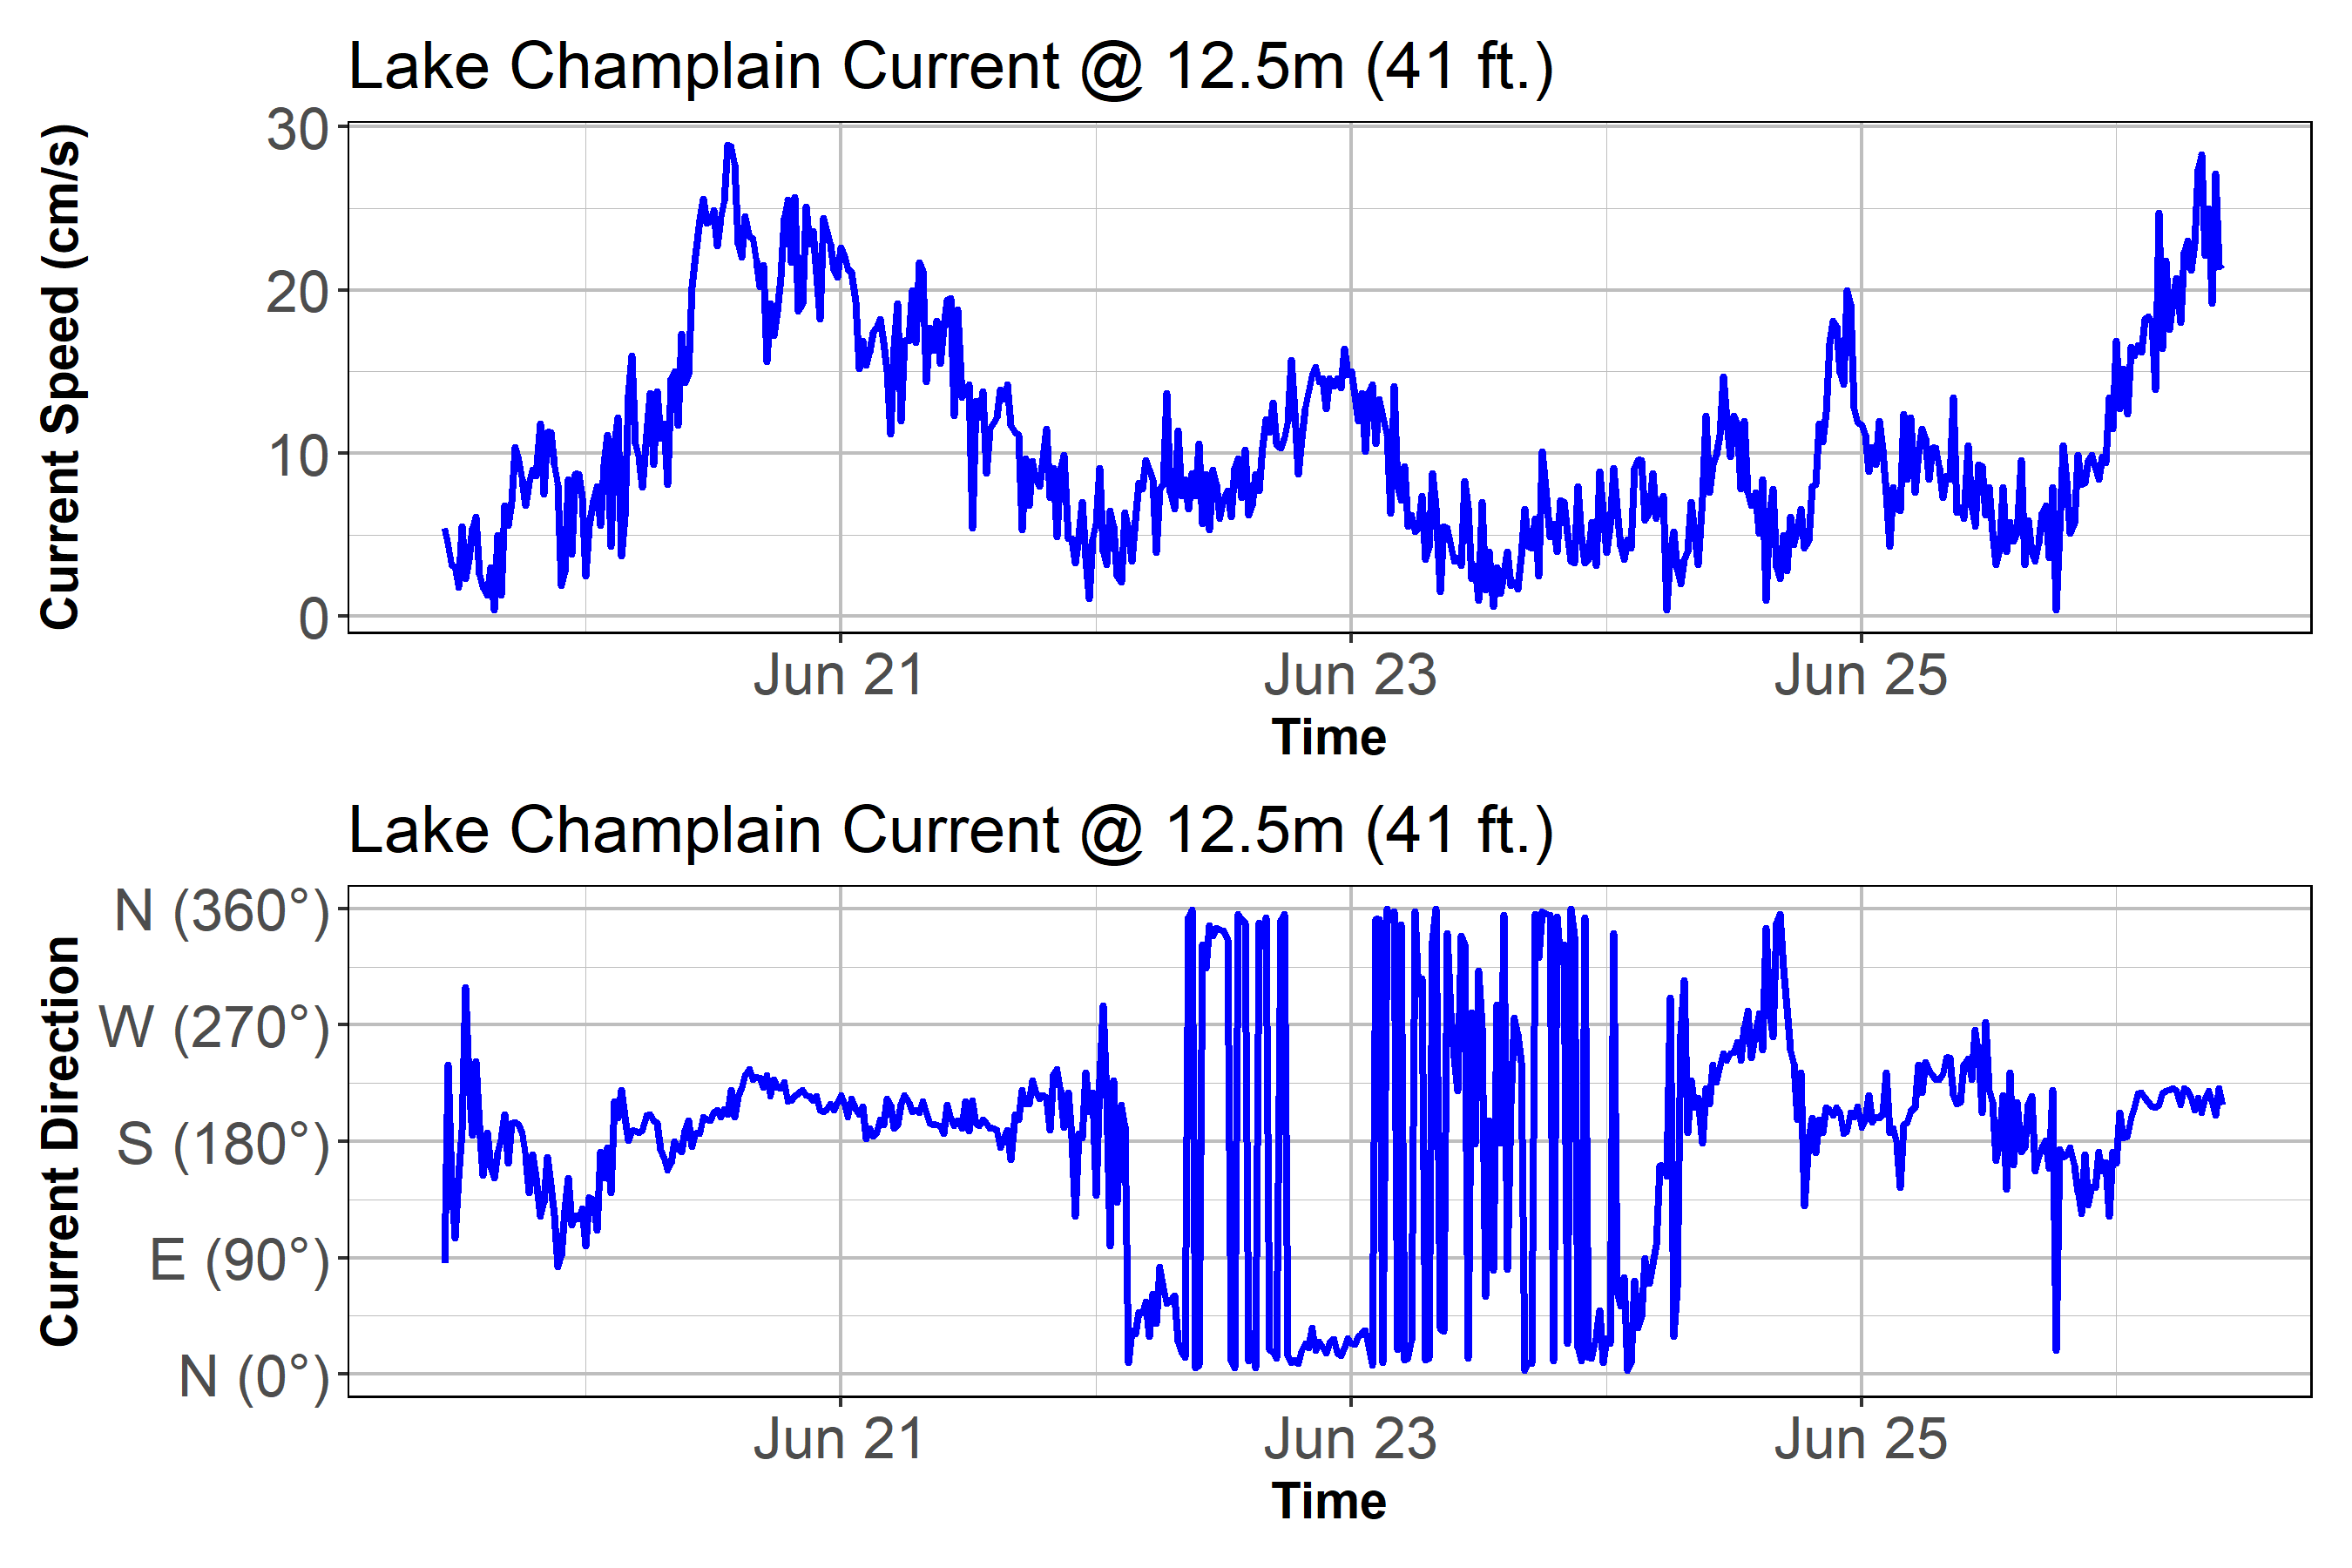 Lake Champlain Current @ 12.5m (41 ft.)
Current Speed (cm/s)
30
20
10
0
Jun 21 Jun 23 Jun 25
Time
Lake Champlain Current @ 12.5m (41 ft.)
Current Direction
N (360°)
W (270°)
S (180°)
E (90°)
N (0°)
Jun 21 Jun 23 Jun 25
Time